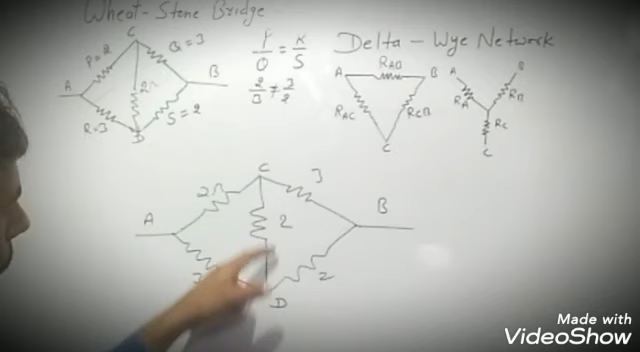 Wheat-Stone Bridge
Delta - Wye Network
C
P=2
Q=3
A
2Ω
B
R=3
S=2
D
P/Q = R/S
2/3 ≠ 3/2
A
RAB
B
RAC
RCB
C
A
B
RA
RB
RC
C
C
2Ω
3
A
2
B
2
D
Made with
VideoShow